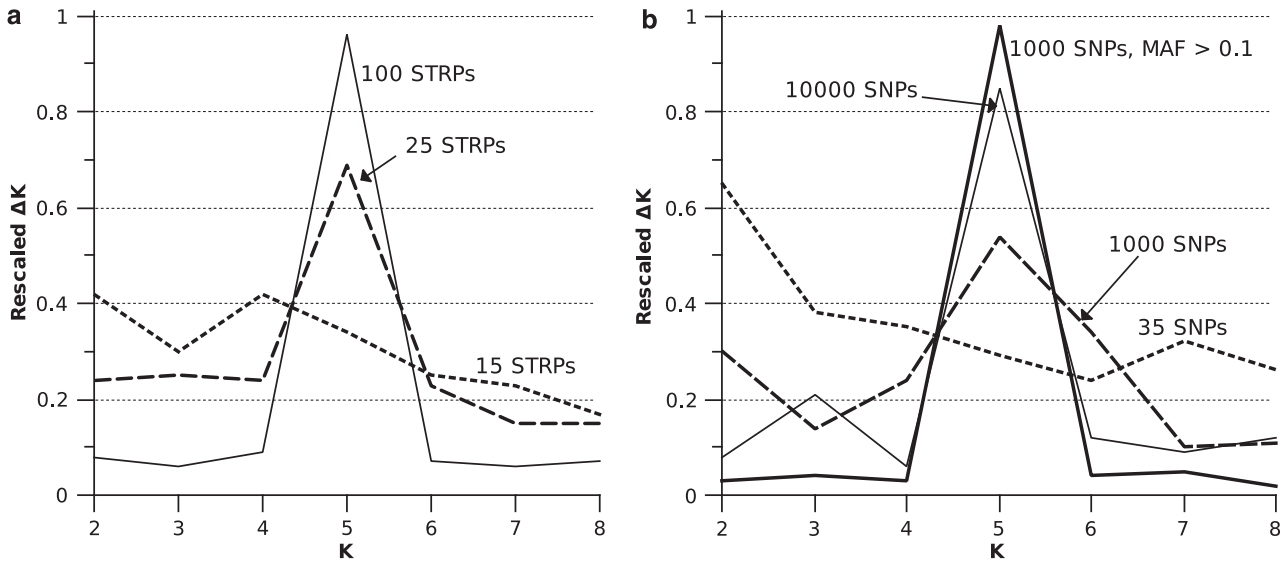 a
1
0.8
0.6
0.4
0.2
0
Rescaled ΔK
100 STRPs
25 STRPs
15 STRPs
2 3 4 5 6 7 8
K
b
1
0.8
0.6
0.4
0.2
0
Rescaled ΔK
1000 SNPs, MAF > 0.1
10000 SNPs
1000 SNPs
35 SNPs
2 3 4 5 6 7 8
K